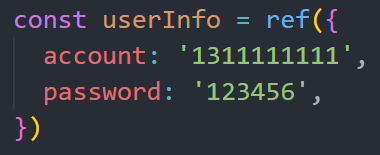 const userInfo = ref({
  account: '1311111111',
  password: '123456',
})